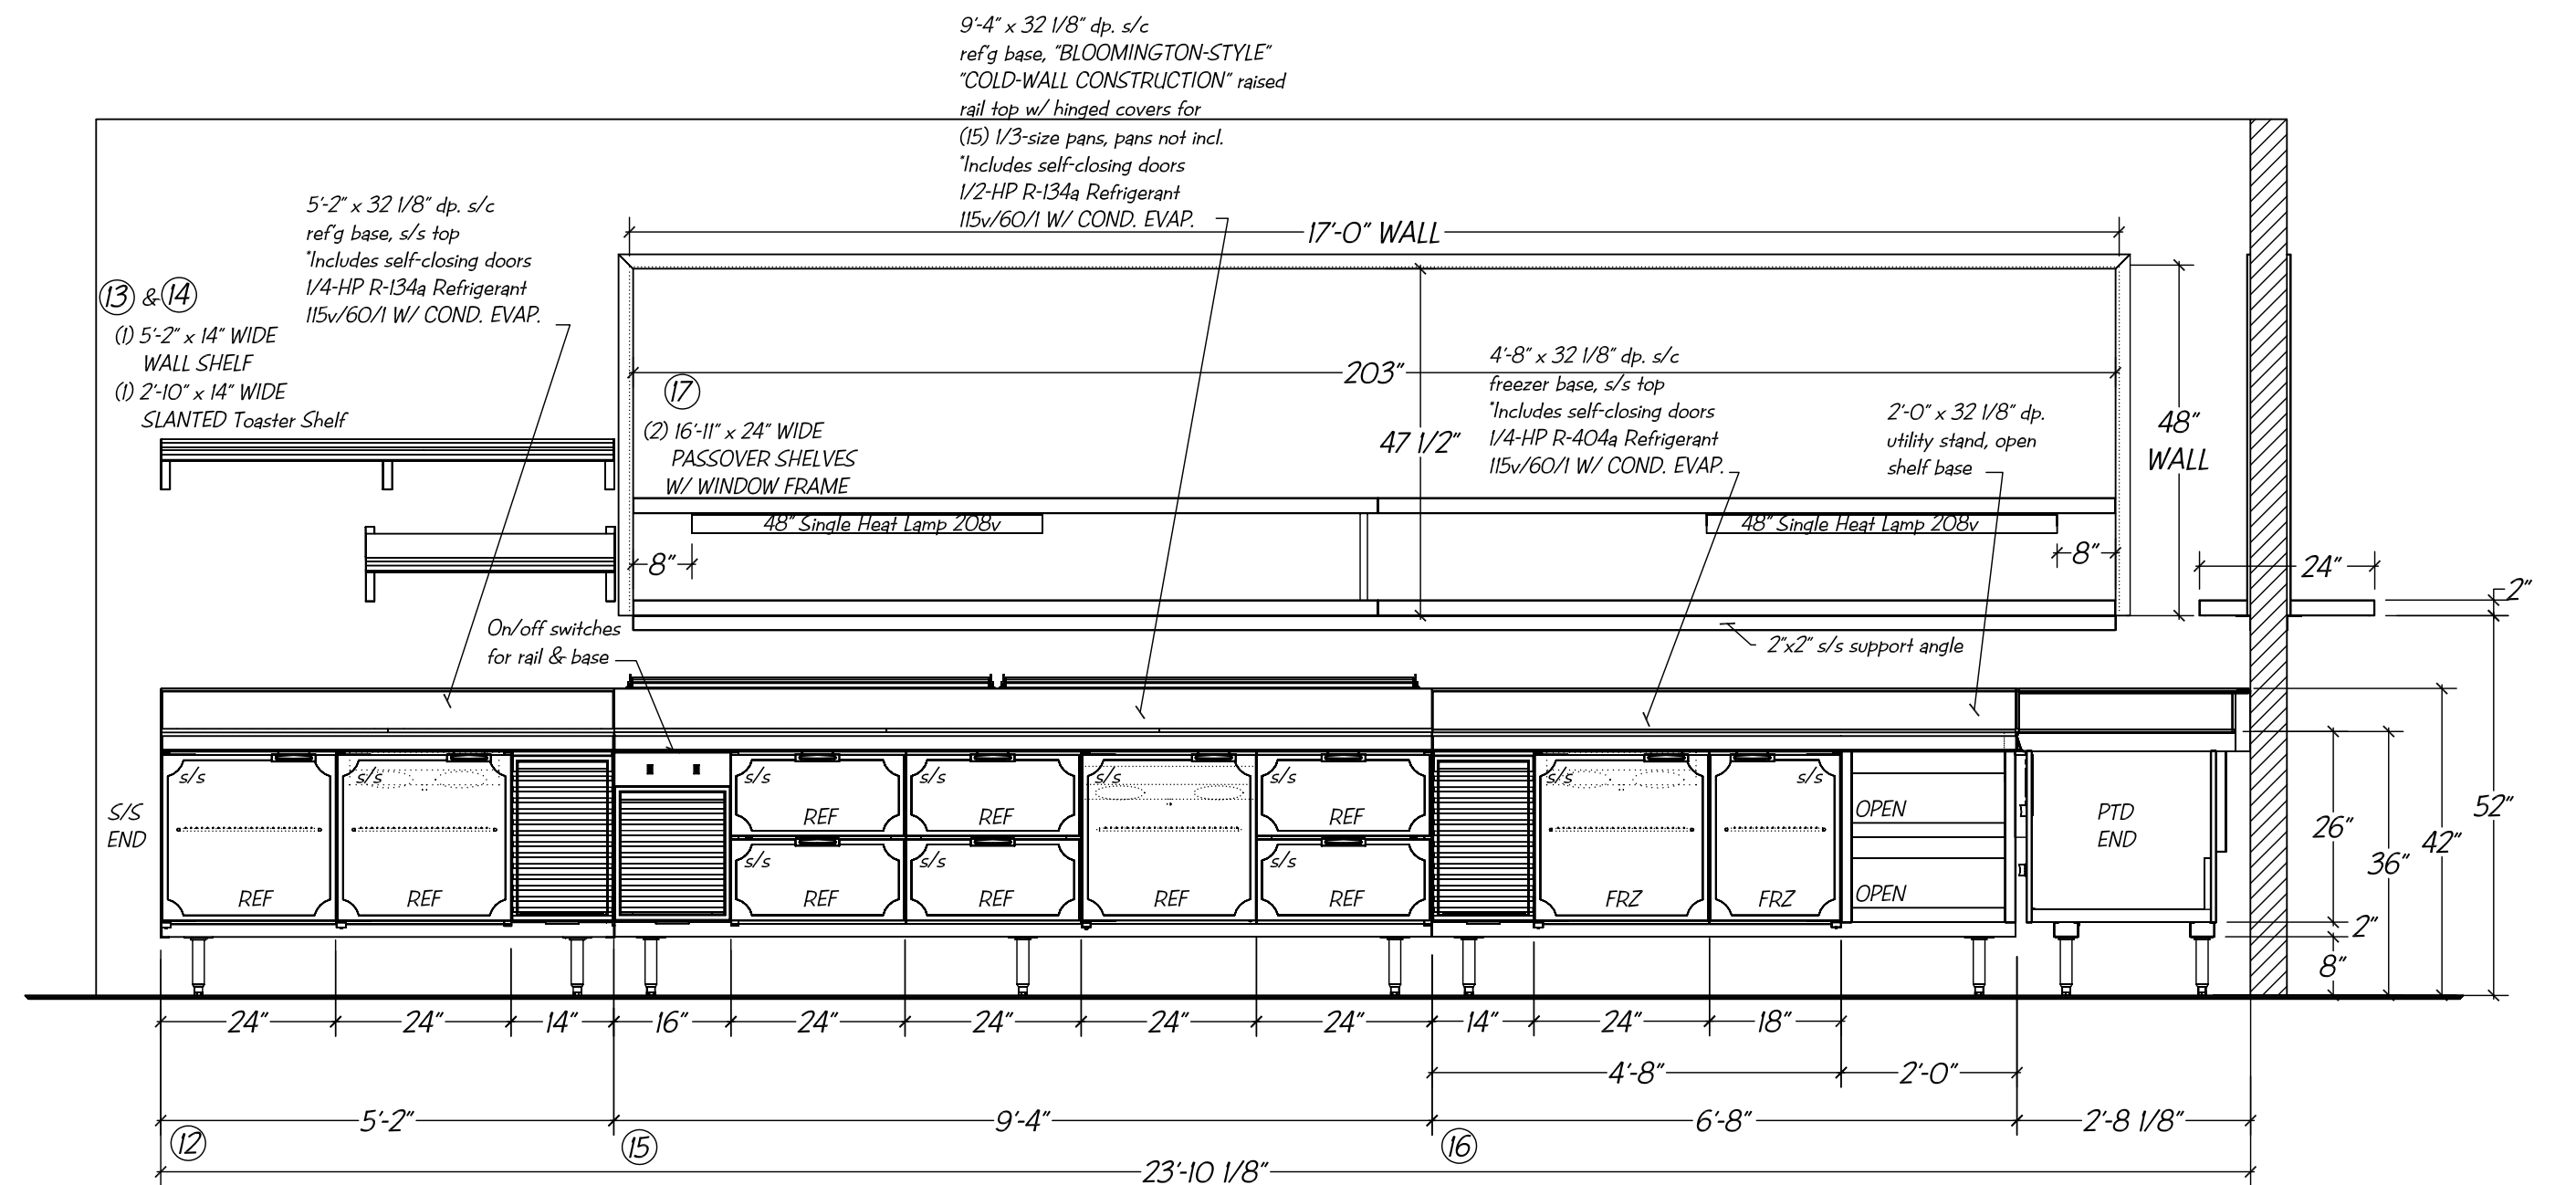 9'-4" x 32 1/8" dp. s/c
ref'g base, "BLOOMINGTON-STYLE"
"COLD-WALL CONSTRUCTION" raised
rail top w/ hinged covers for
(15) 1/3-size pans, pans not incl.
*Includes self-closing doors
1/2-HP R-134a Refrigerant
115v/60/1 W/ COND. EVAP.
5'-2" x 32 1/8" dp. s/c
ref'g base, s/s top
*Includes self-closing doors
1/4-HP R-134a Refrigerant
115v/60/1 W/ COND. EVAP.
17'-0" WALL
13 & 14
(1) 5'-2" x 14" WIDE
WALL SHELF
(1) 2'-10" x 14" WIDE
SLANTED Toaster Shelf
203"
17
(2) 16'-11" x 24" WIDE
PASSOVER SHELVES
W/ WINDOW FRAME
47 1/2"
4'-8" x 32 1/8" dp. s/c
freezer base, s/s top
*Includes self-closing doors
1/4-HP R-404a Refrigerant
115v/60/1 W/ COND. EVAP.
2'-0" x 32 1/8" dp.
utility stand, open
shelf base
48"
WALL
48" Single Heat Lamp 208v
48" Single Heat Lamp 208v
8"
8"
24"
2"
On/off switches
for rail & base
2"x2" s/s support angle
S/S
END
s/s
REF
s/s
REF
s/s
REF
s/s
REF
s/s
REF
s/s
REF
s/s
REF
s/s
REF
s/s
REF
s/s
FRZ
s/s
FRZ
OPEN
OPEN
PTD
END
26"
36"
42"
52"
2"
8"
24" 24" 14" 16" 24" 24" 24" 24" 14" 24" 18"
4'-8" 2'-0"
5'-2" 9'-4" 6'-8" 2'-8 1/8"
12 15 16
23'-10 1/8"